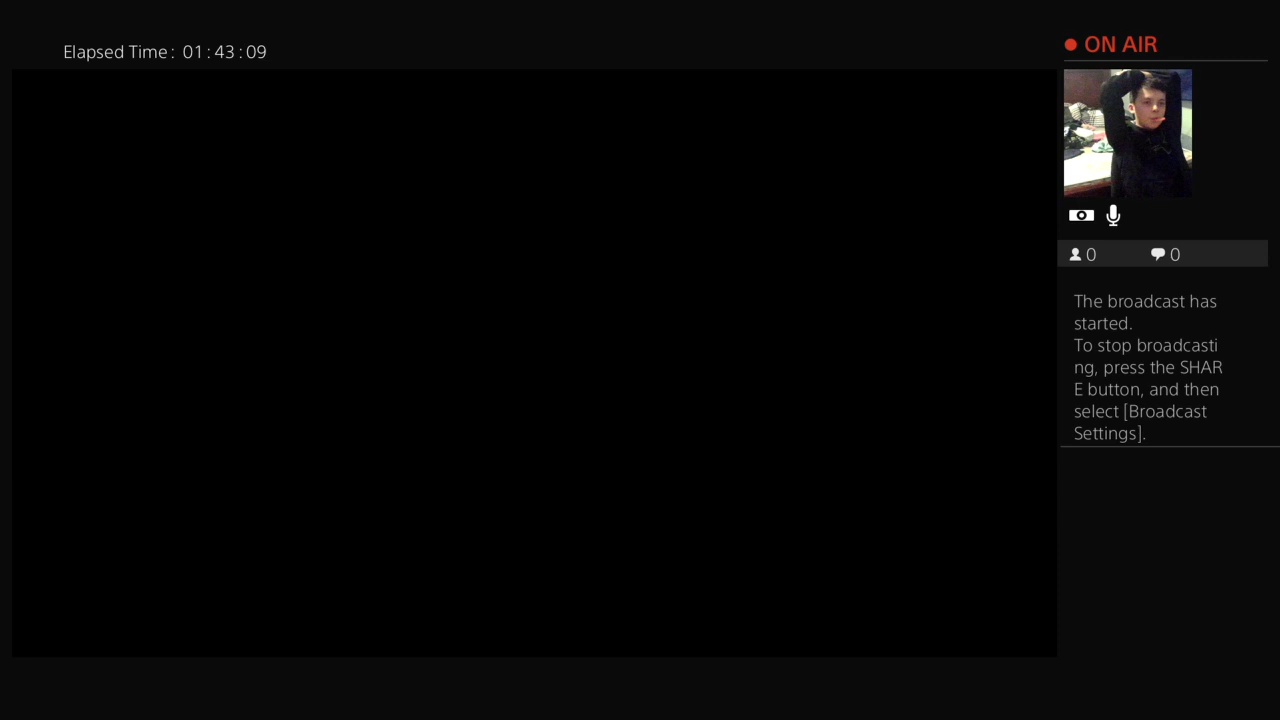 Elapsed Time: 01:43:09
ON AIR
0 0
The broadcast has
started.
To stop broadcasti
ng, press the SHAR
E button, and then
select [Broadcast
Settings].